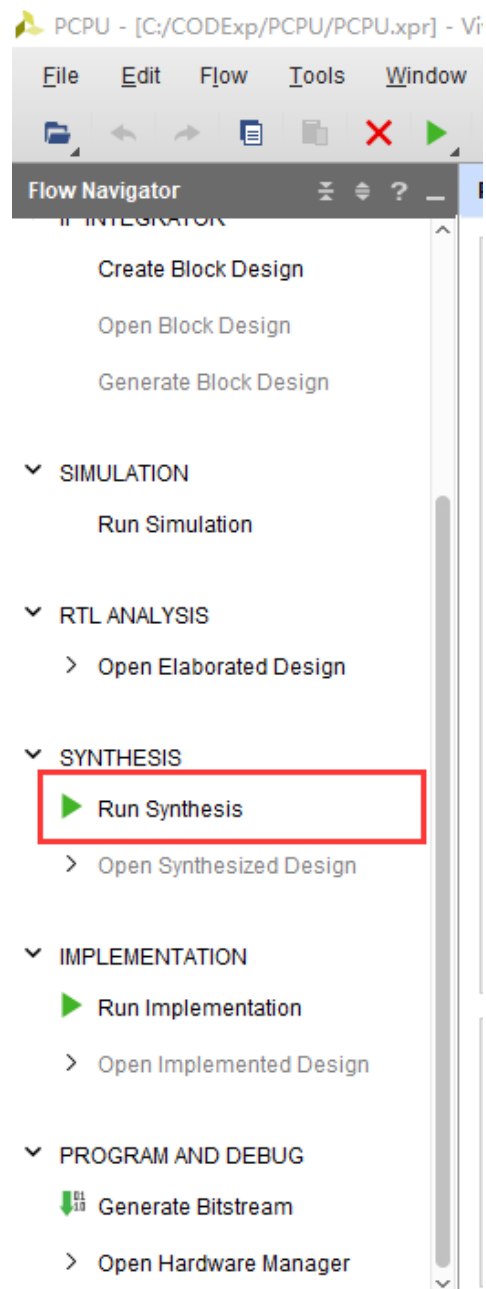 PCPU - [C:/CODExp/PCPU/PCPU.xpr] - Vi
File Edit Flow Tools Window
Flow Navigator ? _
IP INTEGRATOR
Create Block Design
Open Block Design
Generate Block Design
SIMULATION
Run Simulation
RTL ANALYSIS
Open Elaborated Design
SYNTHESIS
Run Synthesis
Open Synthesized Design
IMPLEMENTATION
Run Implementation
Open Implemented Design
PROGRAM AND DEBUG
Generate Bitstream
Open Hardware Manager